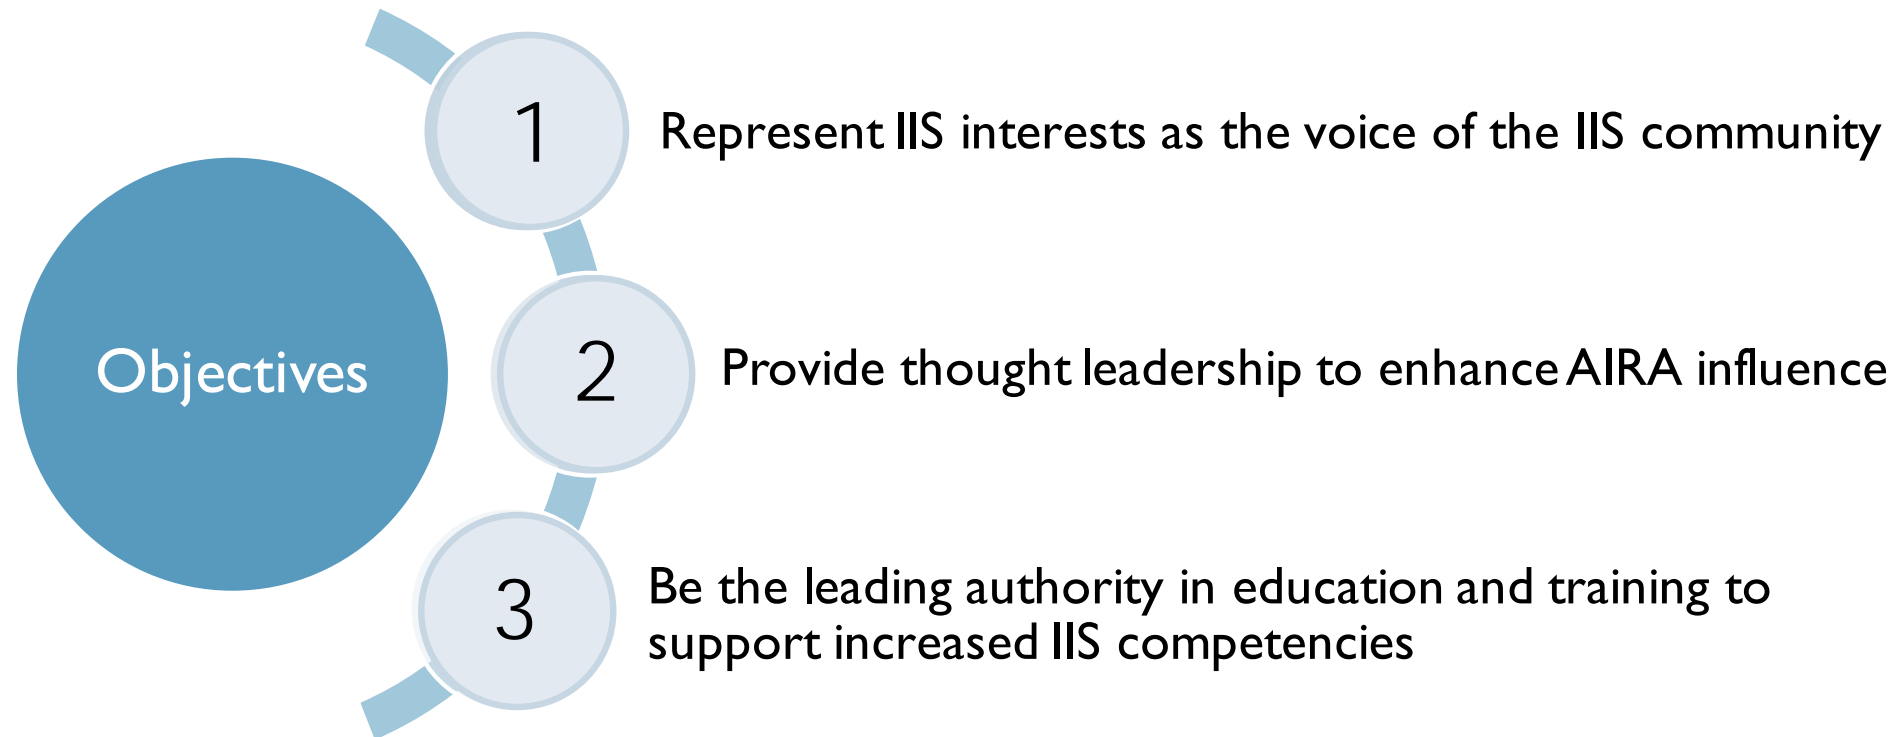 Objectives
1
Represent IIS interests as the voice of the IIS community
2
Provide thought leadership to enhance AIRA influence
3
Be the leading authority in education and training to
support increased IIS competencies